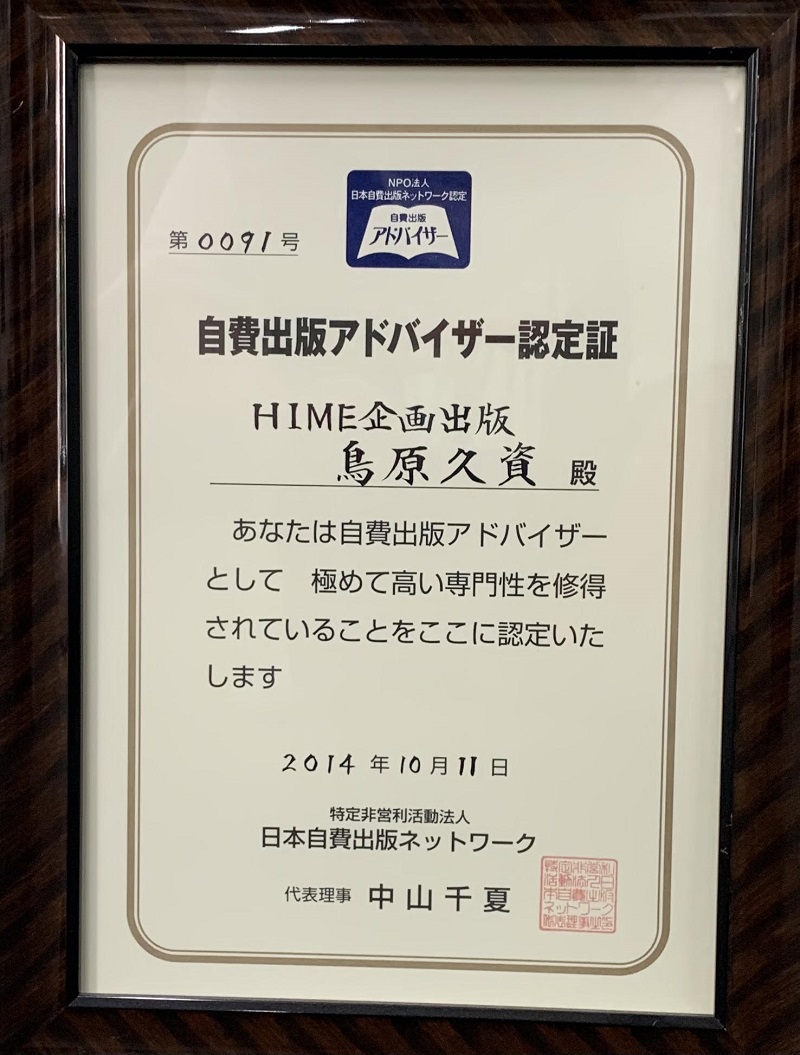 NPO法人
日本自費出版ネットワーク認定
自費出版
アドバイザー
第0091号
自費出版アドバイザー認定証
HIME企画出版
鳥原久資 殿
あなたは自費出版アドバイザー
として 極めて高い専門性を修得
されていることをここに認定いた
します
2014年10月11日
特定非営利活動法人
日本自費出版ネットワーク
代表理事 中山千夏